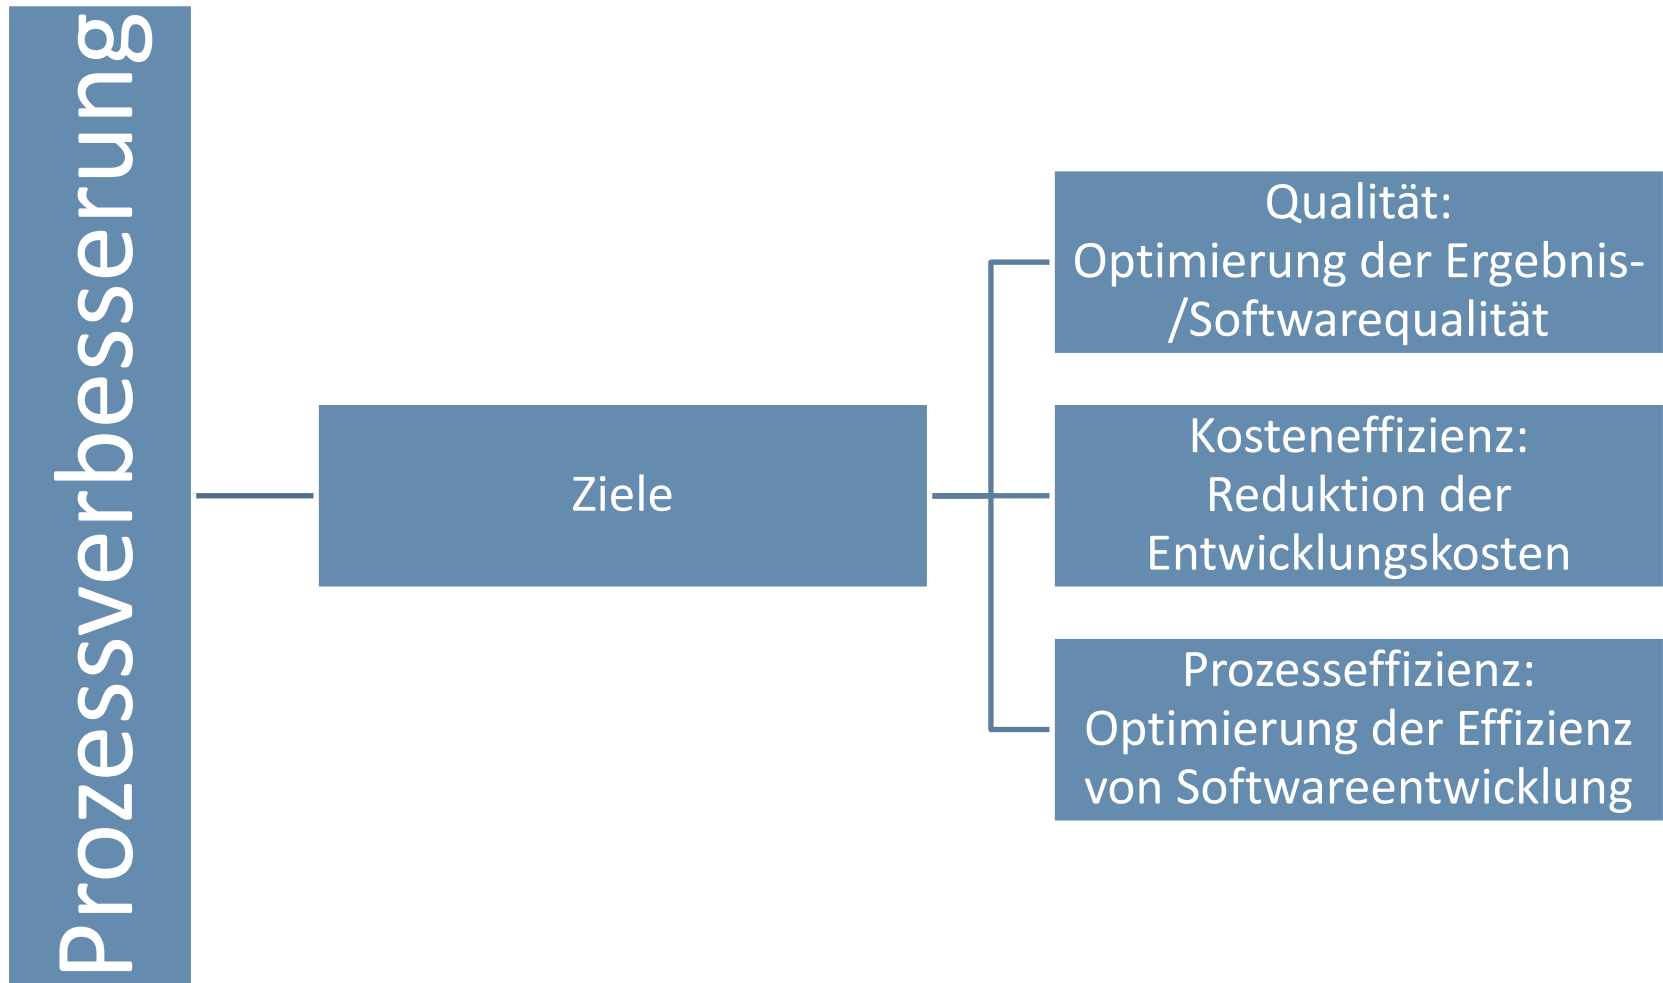 Prozessverbesserung
Ziele
Qualität:
Optimierung der Ergebnis-
/Softwarequalität
Kosteneffizienz:
Reduktion der
Entwicklungskosten
Prozesseffizienz:
Optimierung der Effizienz
von Softwareentwicklung